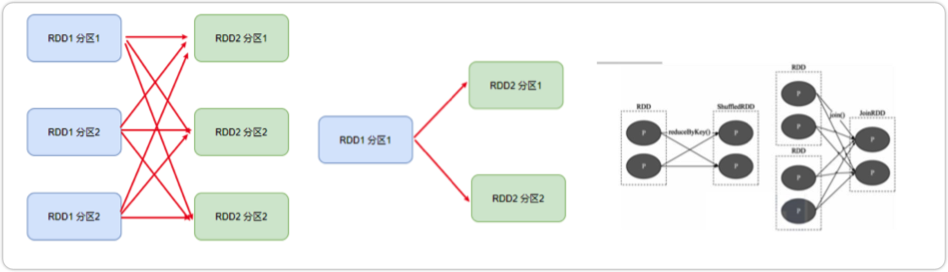 RDD1 分区1
RDD2 分区1
RDD1 分区2
RDD2 分区2
RDD1 分区2
RDD2 分区2
RDD1 分区1
RDD2 分区1
RDD2 分区2
RDD
ShuffledRDD
P
P
reduceByKey()
P
P
RDD
P
P
join()
JoinRDD
P
P
RDD
P
P